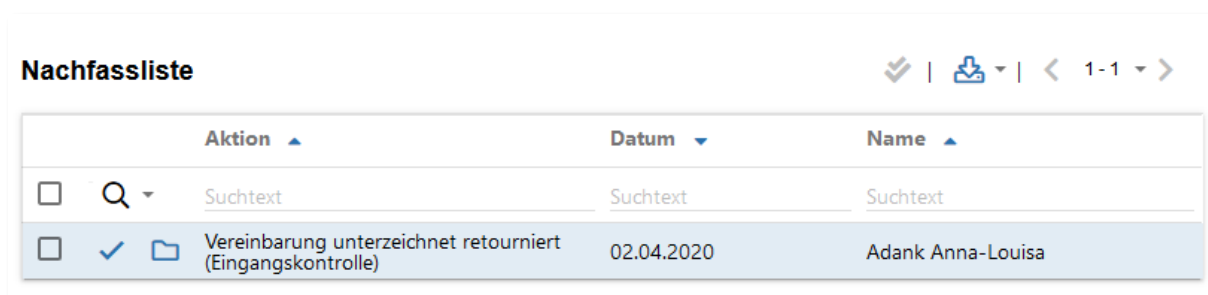 Nachfassliste | | 1 - 1
Aktion Datum Name
Suchtext Suchtext Suchtext
Vereinbarung unterzeichnet retourniert
(Eingangskontrolle) 02.04.2020 Adank Anna-Louisa